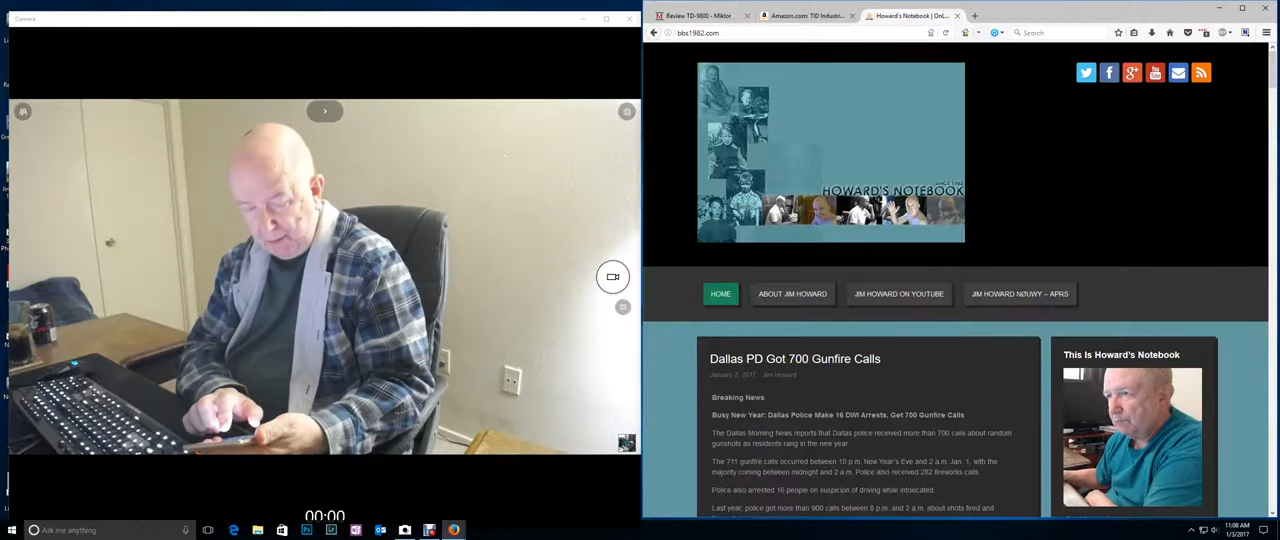 Camera
Review TD-9800 - Miklor
Amazon.com: TID Industri...
Howard's Notebook | OnL...
bbs1982.com
Search
SINCE 1982
HOWARD'S NOTEBOOK
HOME
ABOUT JIM HOWARD
JIM HOWARD ON YOUTUBE
JIM HOWARD NØUWY – APRS
Dallas PD Got 700 Gunfire Calls
January 2, 2017 Jim Howard
Breaking News
Busy New Year: Dallas Police Make 16 DWI Arrests, Get 700 Gunfire Calls
The Dallas Morning News reports that Dallas police received more than 700 calls about random
gunshots as residents rang in the new year
The 711 gunfire calls occurred between 10 p.m. New Year's Eve and 2 a.m. Jan. 1, with the
majority coming between midnight and 2 a.m. Police also received 262 fireworks calls
Police also arrested 16 people on suspicion of driving while intoxicated.
Last year, police got more than 900 calls between 8 p.m. and 2 a.m. about shots fired and
This Is Howard's Notebook
00:00
Ask me anything
11:08 AM
1/3/2017